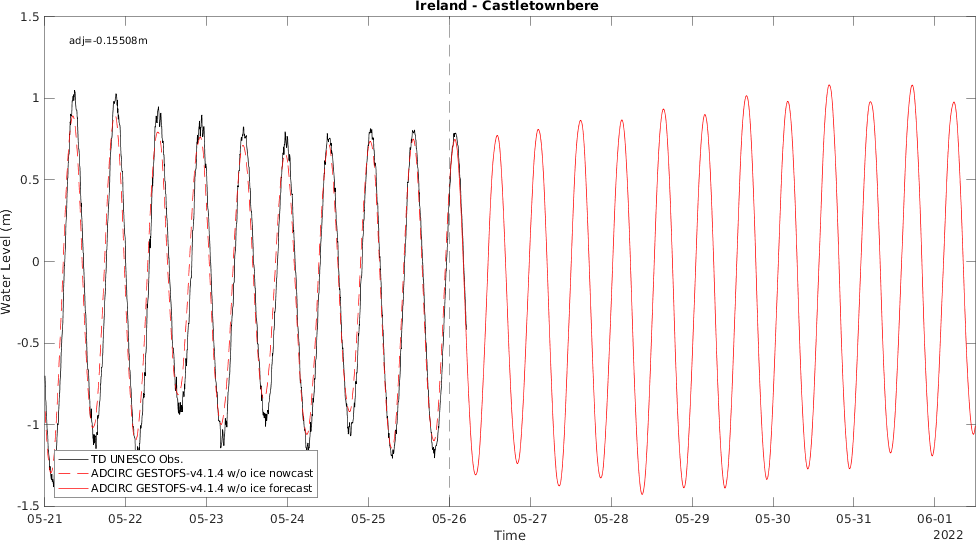 Ireland - Castletownbere
adj=-0.15508m
1.5
1
0.5
0
-0.5
-1
-1.5
Water Level (m)
TD UNESCO Obs.
ADCIRC GESTOFS-v4.1.4 w/o ice nowcast
ADCIRC GESTOFS-v4.1.4 w/o ice forecast
05-21 05-22 05-23 05-24 05-25 05-26 05-27 05-28 05-29 05-30 05-31 06-01
Time
2022